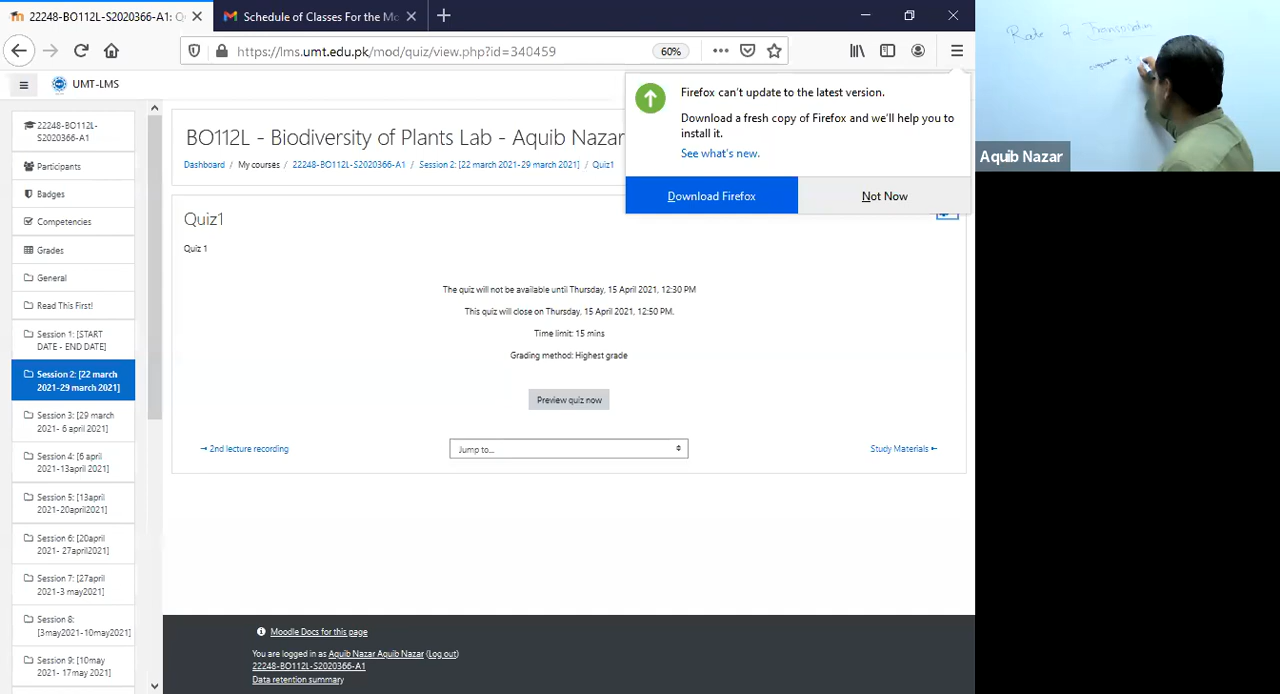 22248-BO112L-S2020366-A1: Q
Schedule of Classes For the Mo
https://lms.umt.edu.pk/mod/quiz/view.php?id=340459
60%
UMT-LMS
Firefox can't update to the latest version.
Download a fresh copy of Firefox and we'll help you to
install it.
See what's new.
Download Firefox
Not Now
22248-BO112L-
S2020366-A1
Participants
Badges
Competencies
Grades
General
Read This First!
Session 1: [START
DATE - END DATE]
Session 2: [22 march
2021-29 march 2021]
Session 3: [29 march
2021- 6 april 2021]
Session 4: [6 april
2021-13april 2021]
Session 5: [13april
2021-20april2021]
Session 6: [20april
2021- 27april2021]
Session 7: [27april
2021-3 may2021]
Session 8:
[3may2021-10may2021]
Session 9: [10may
2021- 17may 2021]
BO112L - Biodiversity of Plants Lab - Aquib Nazar
Dashboard / My courses / 22248-BO112L-S2020366-A1 / Session 2: [22 march 2021-29 march 2021] / Quiz1
Quiz1
Quiz 1
The quiz will not be available until Thursday, 15 April 2021, 12:30 PM
This quiz will close on Thursday, 15 April 2021, 12:50 PM.
Time limit: 15 mins
Grading method: Highest grade
Preview quiz now
2nd lecture recording
Jump to...
Study Materials
Moodle Docs for this page
You are logged in as Aquib Nazar Aquib Nazar (Log out)
22248-BO112L-S2020366-A1
Data retention summary
Rate of Transpiration
Aquib Nazar